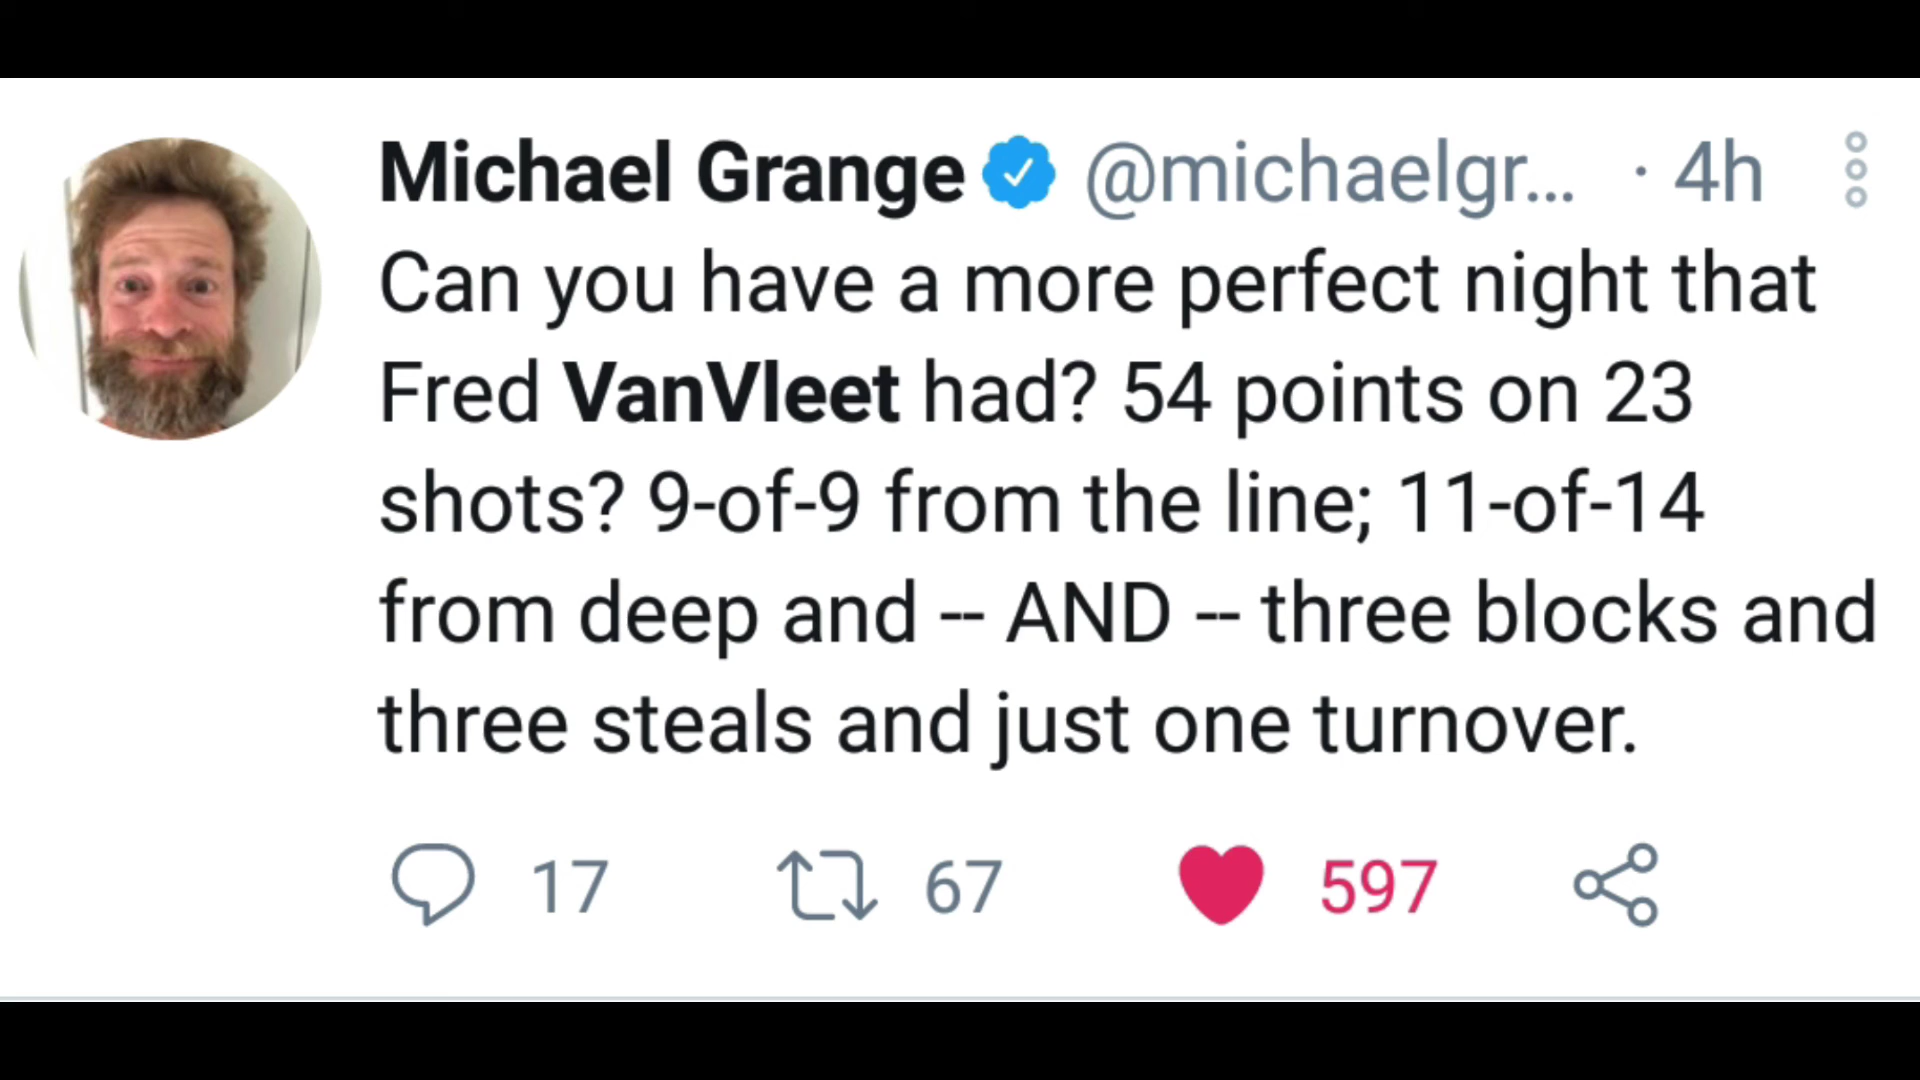 Michael Grange @michaelgr... · 4h
Can you have a more perfect night that
Fred VanVleet had? 54 points on 23
shots? 9-of-9 from the line; 11-of-14
from deep and -- AND -- three blocks and
three steals and just one turnover.
17 67 597